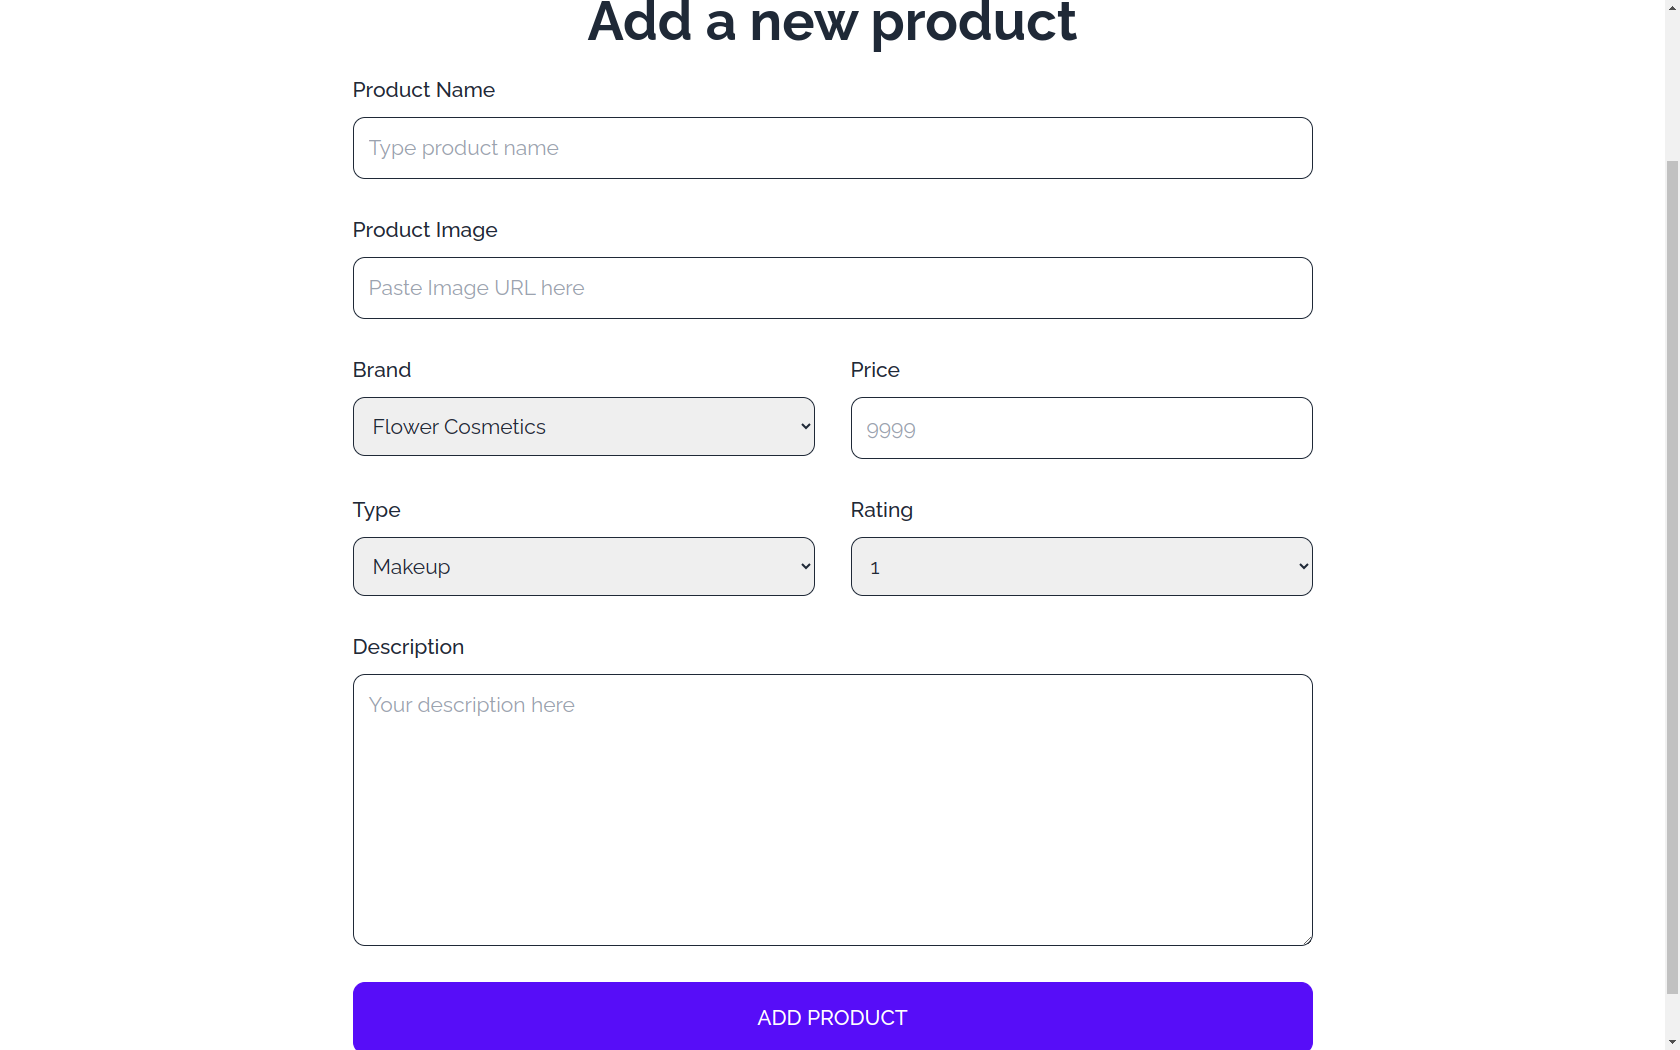 Add a new product
Product Name
Type product name
Product Image
Paste Image URL here
Brand
Price
Flower Cosmetics
9999
Type
Rating
Makeup
1
Description
Your description here
ADD PRODUCT